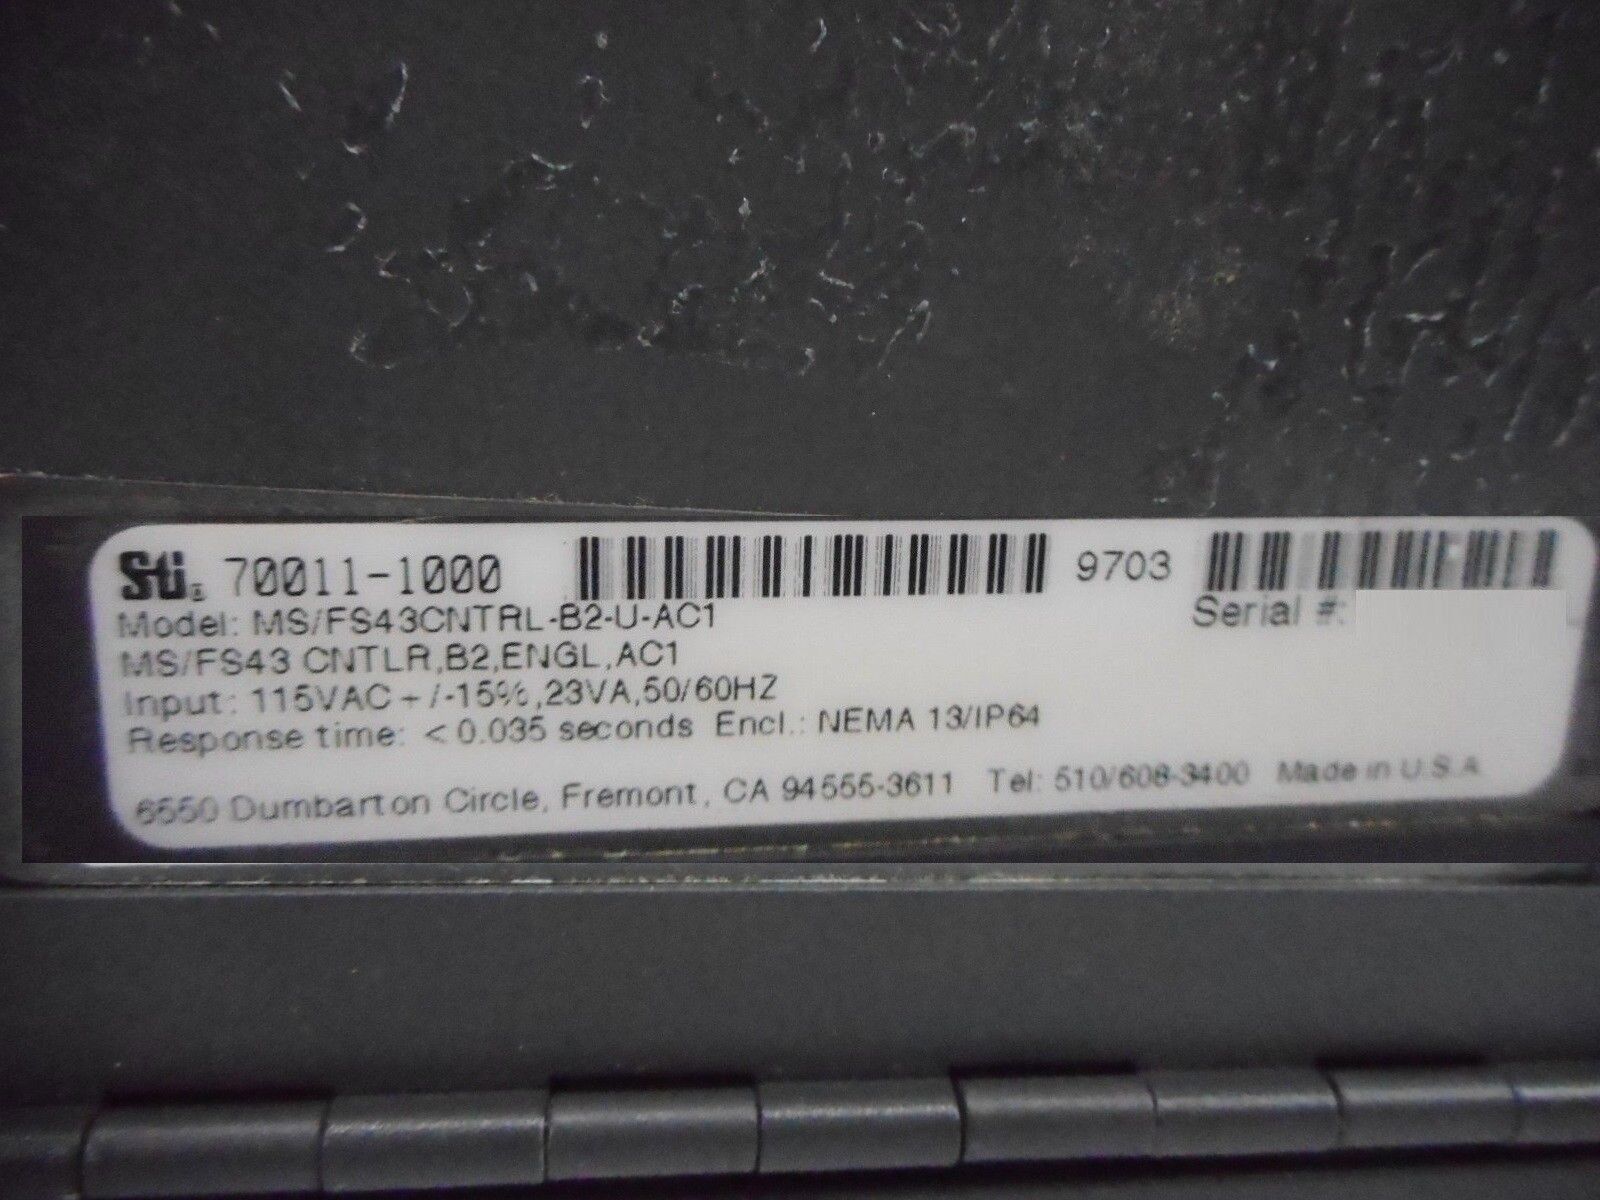 Sti 70011-1000 9703
Serial #:
Model: MS/FS43CNTRL-B2-U-AC1
MS/FS43 CNTLR,B2,ENGL,AC1
Input: 115VAC +/-15%,23VA,50/60HZ
Response time: < 0.035 seconds Encl.: NEMA 13/IP64
6550 Dumbarton Circle, Fremont, CA 94555-3611 Tel: 510/608-3400 Made in U.S.A.